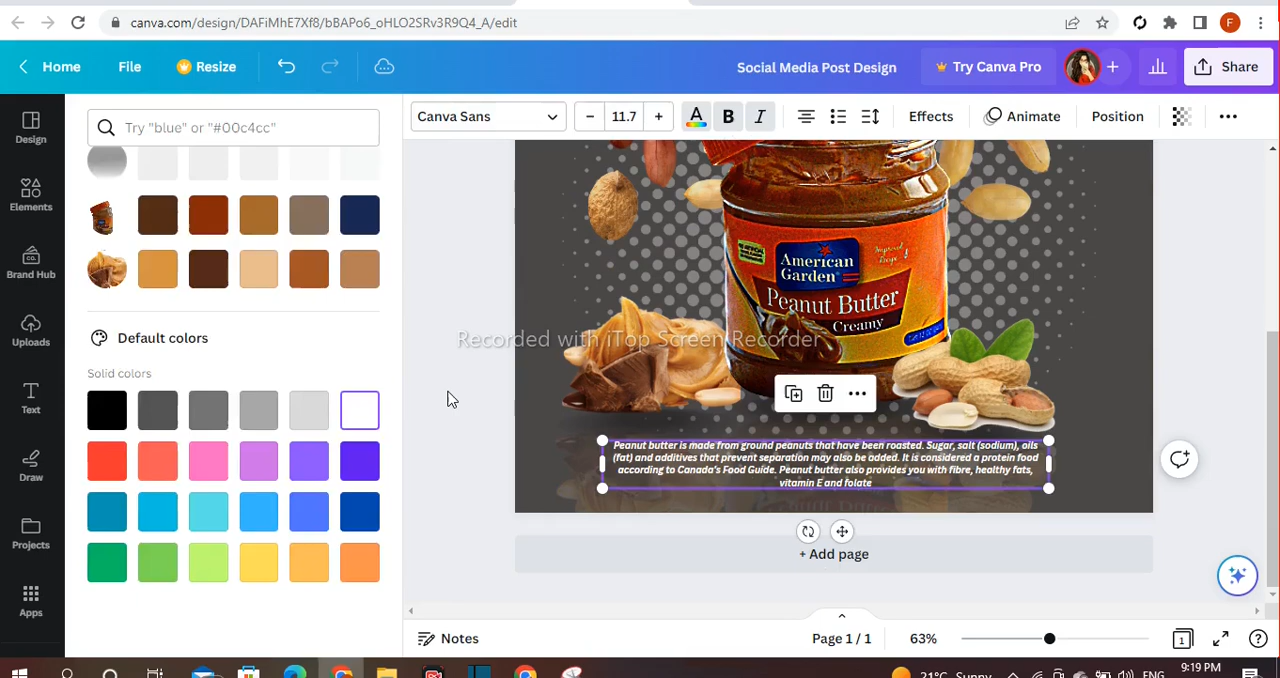 canva.com/design/DAFiMhE7Xf8/bBAPo6_oHLO2SRv3R9Q4_A/edit
F
Home
File
Resize
Social Media Post Design
Try Canva Pro
Share
Design
Elements
Brand Hub
Uploads
Text
Draw
Projects
Apps
Try "blue" or "#00c4cc"
Default colors
Solid colors
Canva Sans
11.7
A
B
I
Effects
Animate
Position
American
Garden
Peanut Butter
Creamy
Recorded with iTop Screen Recorder
Peanut butter is made from ground peanuts that have been roasted. Sugar, salt (sodium), oils
(fat) and additives that prevent separation may also be added. It is considered a protein food
according to Canada's Food Guide. Peanut butter also provides you with fibre, healthy fats,
vitamin E and folate
+ Add page
Notes
Page 1 / 1
63%
1
21°C Sunny
ENG
9:19 PM